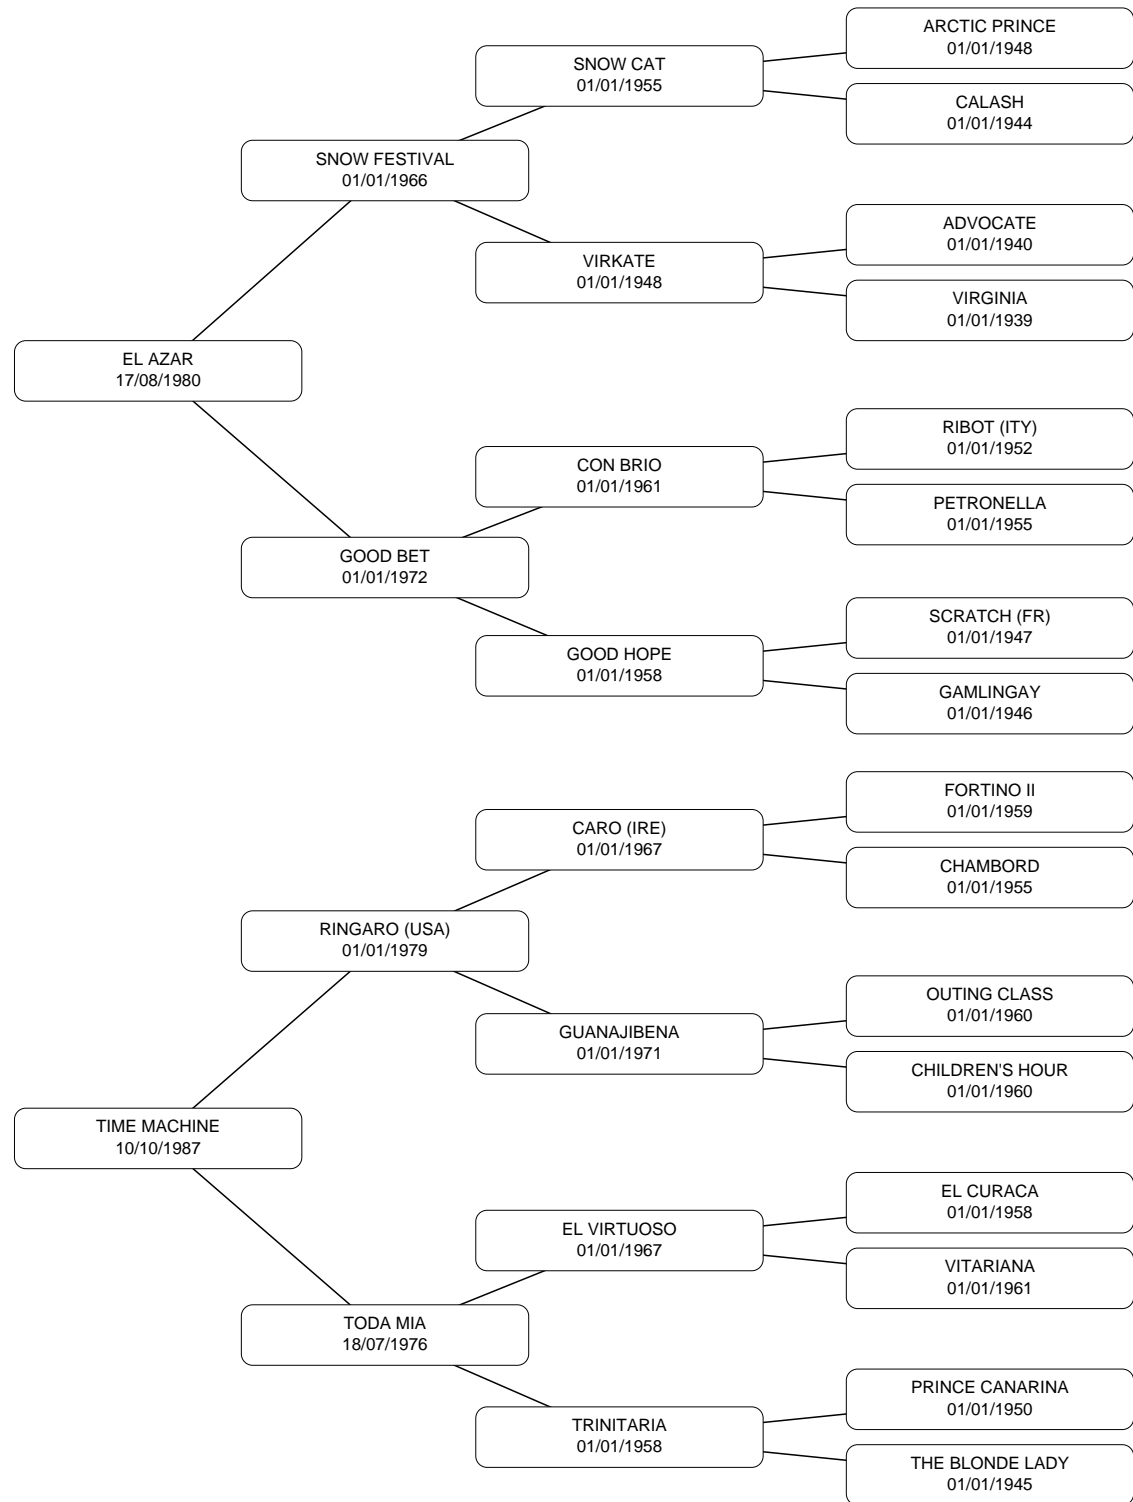 ARCTIC PRINCE
01/01/1948
SNOW CAT
01/01/1955
CALASH
01/01/1944
SNOW FESTIVAL
01/01/1966
ADVOCATE
01/01/1940
VIRKATE
01/01/1948
VIRGINIA
01/01/1939
EL AZAR
17/08/1980
RIBOT (ITY)
01/01/1952
CON BRIO
01/01/1961
PETRONELLA
01/01/1955
GOOD BET
01/01/1972
SCRATCH (FR)
01/01/1947
GOOD HOPE
01/01/1958
GAMLINGAY
01/01/1946
FORTINO II
01/01/1959
CARO (IRE)
01/01/1967
CHAMBORD
01/01/1955
RINGARO (USA)
01/01/1979
OUTING CLASS
01/01/1960
GUANAJIBENA
01/01/1971
CHILDREN'S HOUR
01/01/1960
TIME MACHINE
10/10/1987
EL CURACA
01/01/1958
EL VIRTUOSO
01/01/1967
VITARIANA
01/01/1961
TODA MIA
18/07/1976
PRINCE CANARINA
01/01/1950
TRINITARIA
01/01/1958
THE BLONDE LADY
01/01/1945